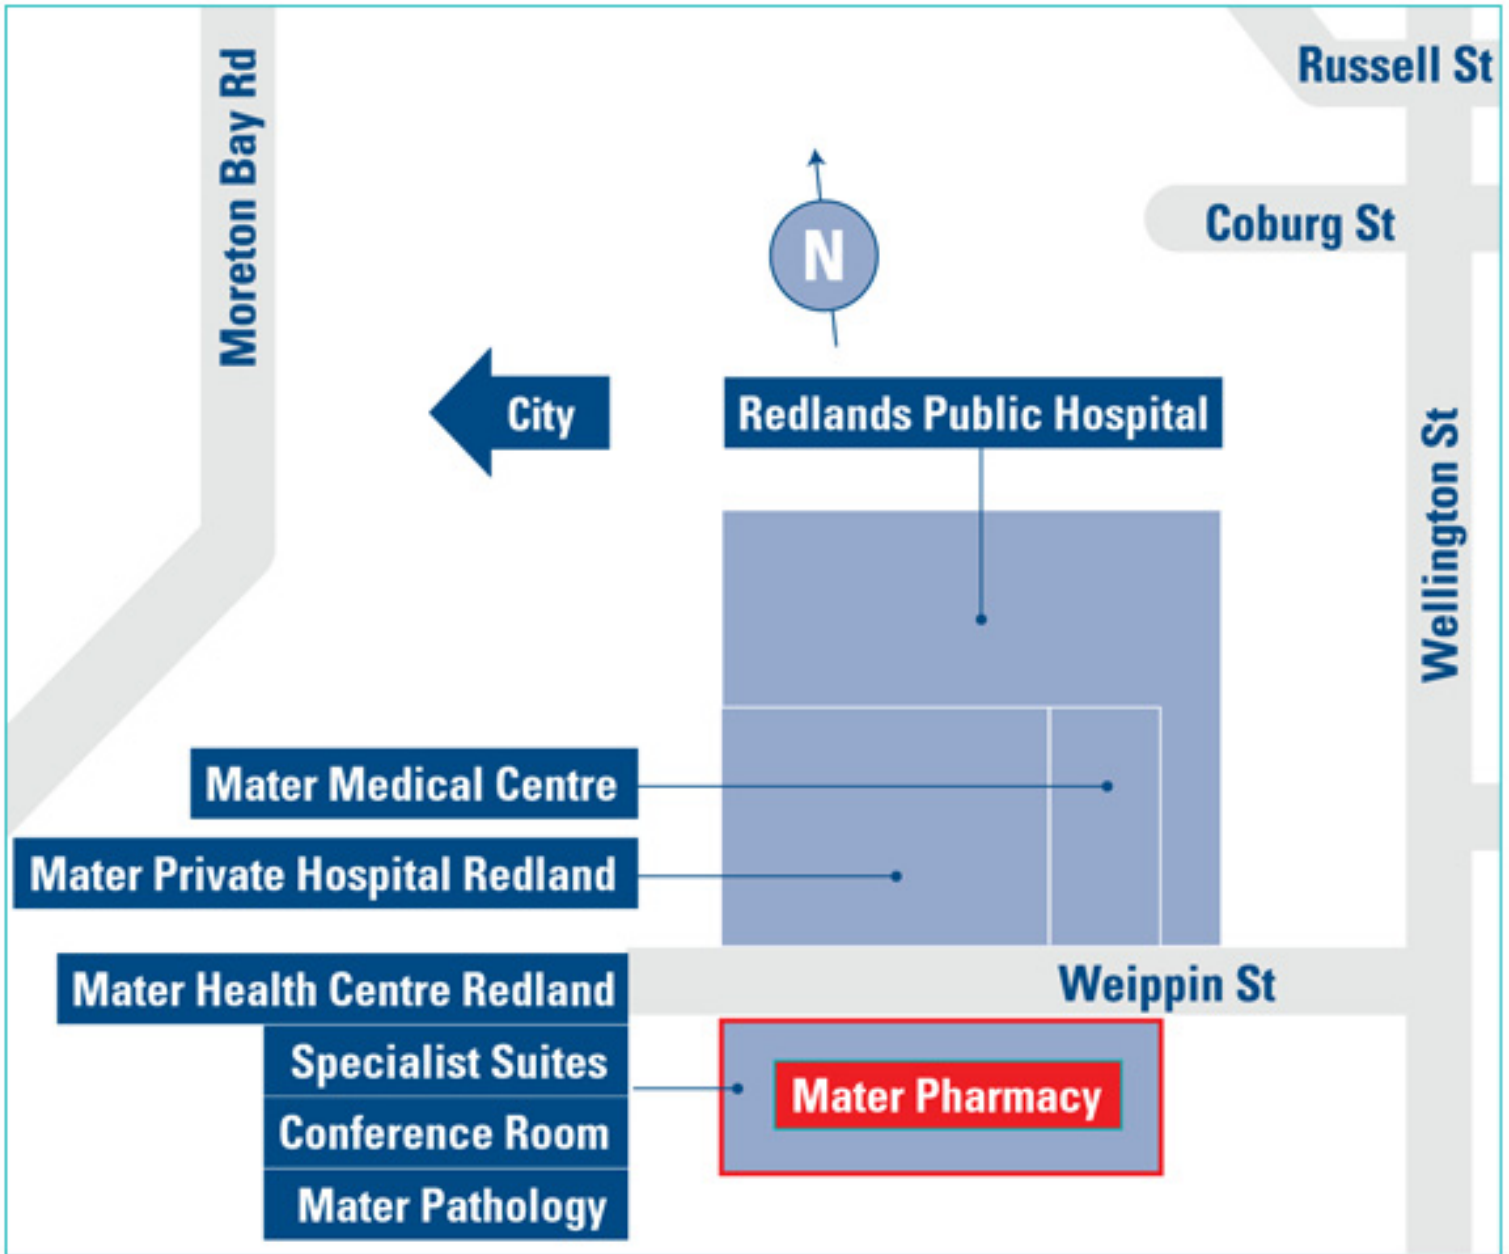 Russell St
Moreton Bay Rd
Coburg St
N
City
Redlands Public Hospital
Wellington St
Mater Medical Centre
Mater Private Hospital Redland
Mater Health Centre Redland
Weippin St
Specialist Suites
Mater Pharmacy
Conference Room
Mater Pathology